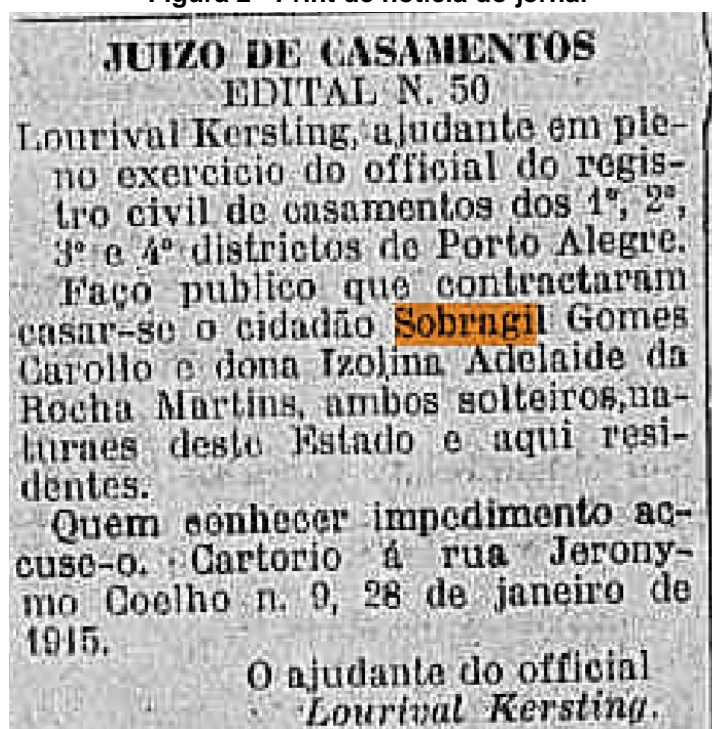 Figura 2 - Print de notícia do jornal
JUIZO DE CASAMENTOS
EDITAL N. 50
Lourival Kersting, ajudante em ple-
no exercicio do official do regis-
tro civil de casamentos dos 1º, 2º,
3º e 4º districtos de Porto Alegre.
Faço publico que contractaram
casar-se o cidadão Sobragil Gomes
Carollo e dona Izolina Adelaide da
Rocha Martins, ambos solteiros,na-
turaes deste Estado e aqui resi-
dentes.
Quem conhecer impedimento ac-
cuse-o. Cartorio á rua Jerony-
mo Coelho n. 9, 28 de janeiro de
1915.
O ajudante do official
Lourival Kersting.